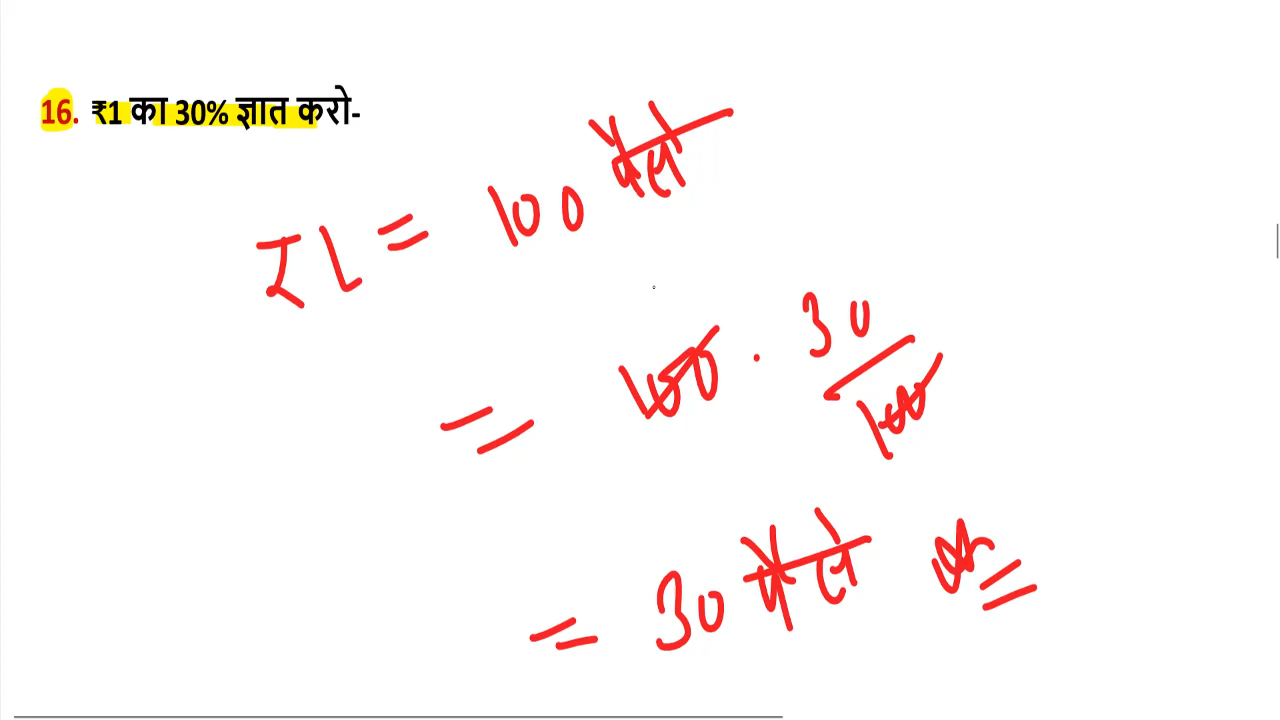 16. ₹1 का 30% ज्ञात करो-
₹1 = 100 पैसे
= 100 . 30/100
= 30 पैसे